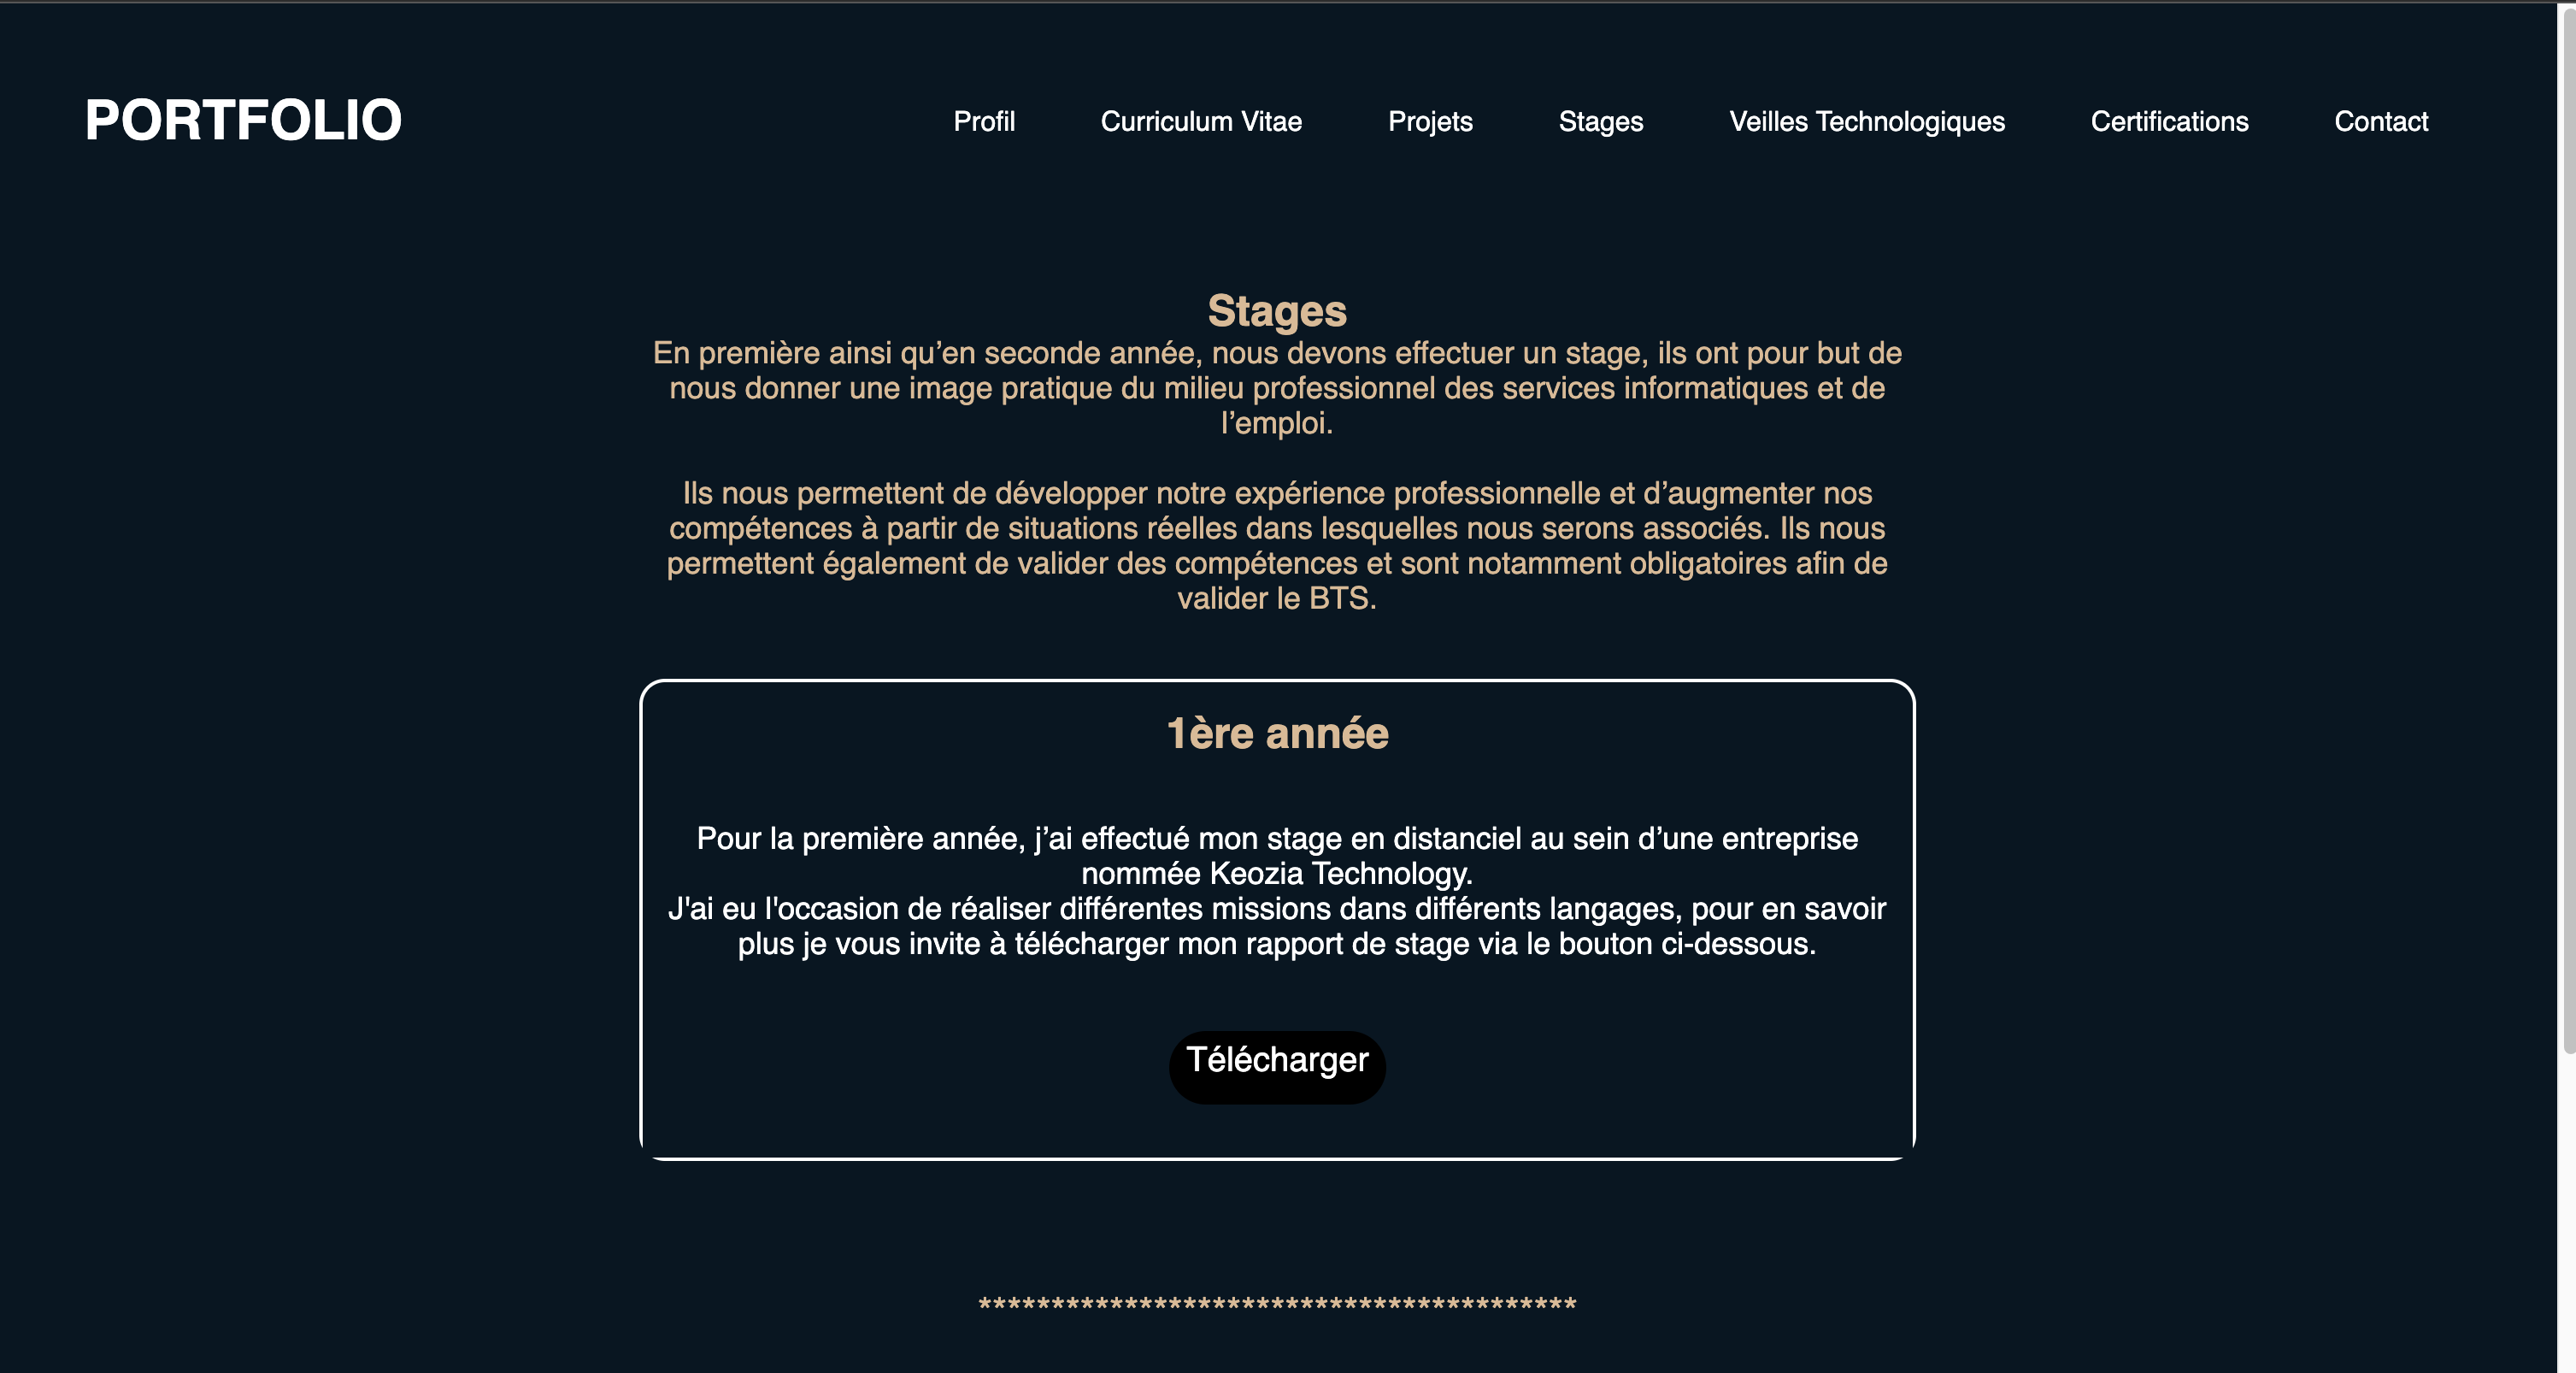 PORTFOLIO
Profil
Curriculum Vitae
Projets
Stages
Veilles Technologiques
Certifications
Contact
Stages
En première ainsi qu’en seconde année, nous devons effectuer un stage, ils ont pour but de
nous donner une image pratique du milieu professionnel des services informatiques et de
l’emploi.
Ils nous permettent de développer notre expérience professionnelle et d’augmenter nos
compétences à partir de situations réelles dans lesquelles nous serons associés. Ils nous
permettent également de valider des compétences et sont notamment obligatoires afin de
valider le BTS.
1ère année
Pour la première année, j’ai effectué mon stage en distanciel au sein d’une entreprise
nommée Keozia Technology.
J'ai eu l'occasion de réaliser différentes missions dans différents langages, pour en savoir
plus je vous invite à télécharger mon rapport de stage via le bouton ci-dessous.
Télécharger
*****************************************